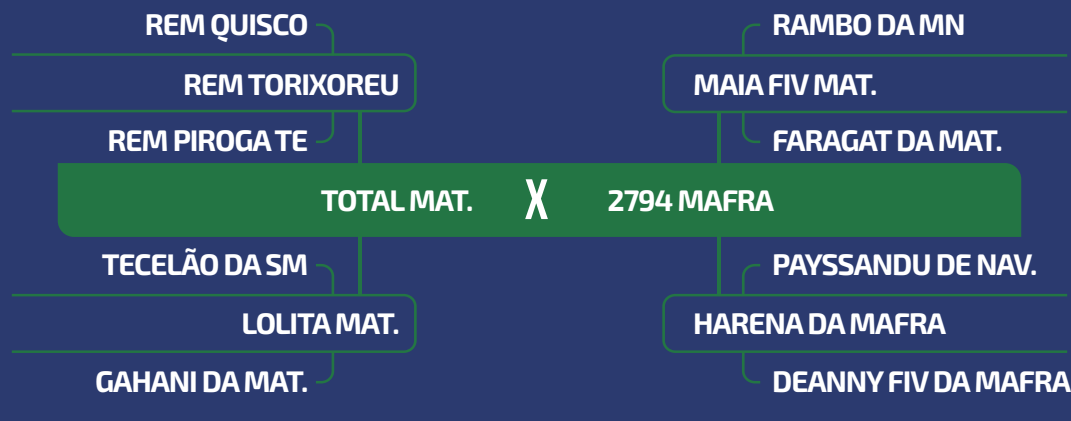 REM QUISCO
RAMBO DA MN
REM TORIXOREU
MAIA FIV MAT.
REM PIROGA TE
FARAGAT DA MAT.
TOTAL MAT. X 2794 MAFRA
TECELÃO DA SM
PAYSSANDU DE NAV.
LOLITA MAT.
HARENA DA MAFRA
GAHANI DA MAT.
DEANNY FIV DA MAFRA